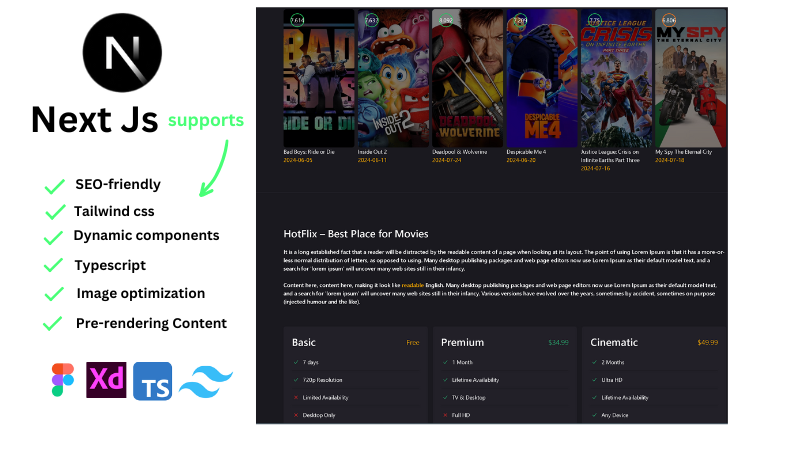 N
Next Js supports
SEO-friendly
Tailwind css
Dynamic components
Typescript
Image optimization
Pre-rendering Content
Xd
TS
7.614
7.637
8.092
7.209
7.751
6.806
BAD BOYS
RIDE OR DIE
INSIDE OUT 2
DEADPOOL & WOLVERINE
DESPICABLE ME 4
JUSTICE LEAGUE
CRISIS
ON INFINITE EARTHS
PART THREE
MY SPY
THE ETERNAL CITY
Bad Boys: Ride or Die
2024-06-05
Inside Out 2
2024-06-11
Deadpool & Wolverine
2024-07-24
Despicable Me 4
2024-06-20
Justice League: Crisis on
Infinite Earths Part Three
2024-07-16
My Spy The Eternal City
2024-07-18
HotFlix – Best Place for Movies
It is a long established fact that a reader will be distracted by the readable content of a page when looking at its layout. The point of using Lorem Ipsum is that it has a more-or-
less normal distribution of letters, as opposed to using. Many desktop publishing packages and web page editors now use Lorem Ipsum as their default model text, and a
search for 'lorem ipsum' will uncover many web sites still in their infancy.
Content here, content here, making it look like readable English. Many desktop publishing packages and web page editors now use Lorem Ipsum as their default model text,
and a search for 'lorem ipsum' will uncover many web sites still in their infancy. Various versions have evolved over the years, sometimes by accident, sometimes on purpose
(injected humour and the like).
Basic Free
7 days
720p Resolution
Limited Availability
Desktop Only
Premium $34.99
1 Month
Lifetime Availability
TV & Desktop
Full HD
Cinematic $49.99
2 Months
Ultra HD
Lifetime Availability
Any Device